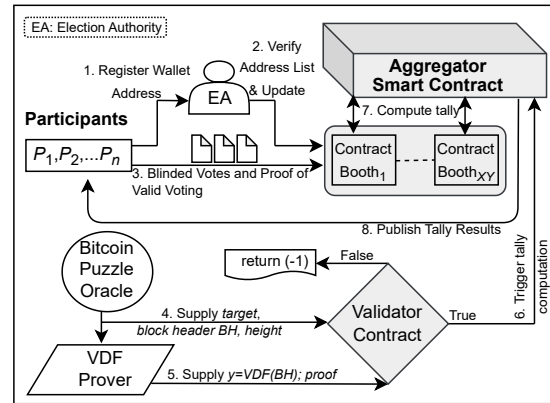 EA: Election Authority
1. Register Wallet
Address
EA
2. Verify
Address List
& Update
Aggregator
Smart Contract
Participants
P1,P2,...Pn
3. Blinded Votes and Proof of
Valid Voting
7. Compute tally
Contract
Booth1
Contract
BoothXY
8. Publish Tally Results
Bitcoin
Puzzle
Oracle
return (-1)
False
4. Supply target,
block header BH, height
Validator
Contract
True
6. Trigger tally
computation
VDF
Prover
5. Supply y=VDF(BH); proof